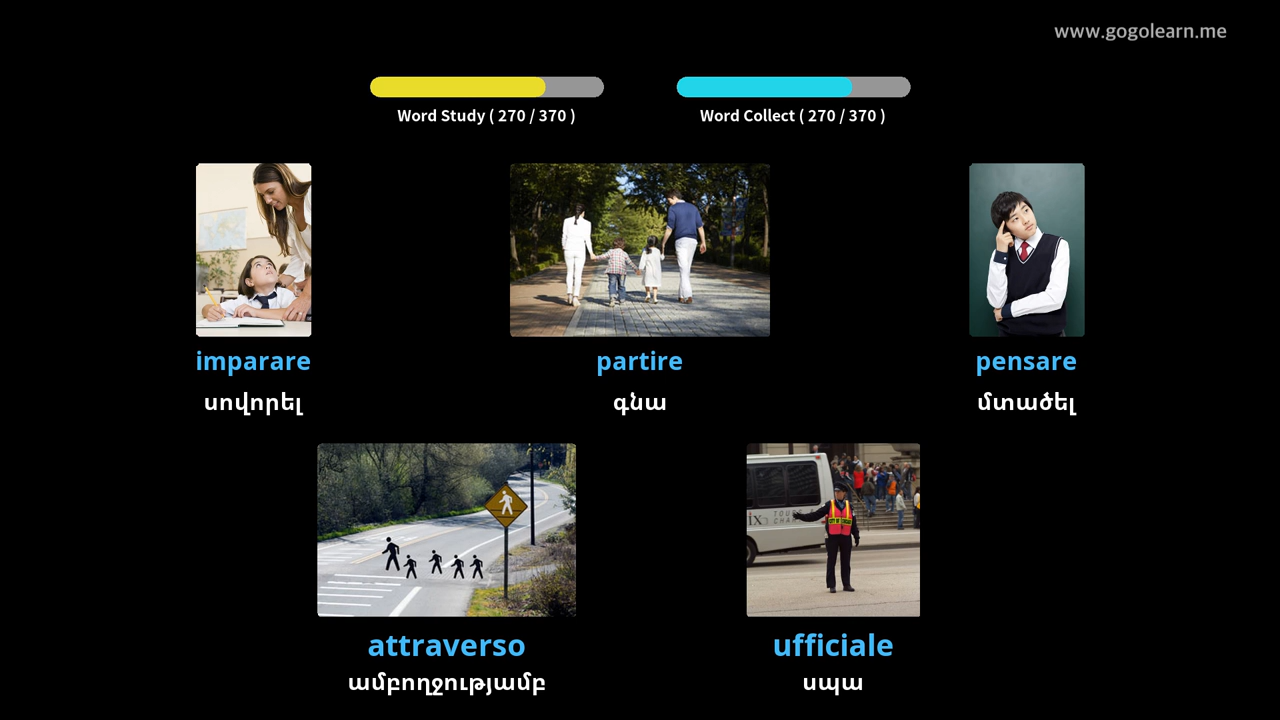 www.gogolearn.me
Word Study ( 270 / 370 )
Word Collect ( 270 / 370 )
imparare
partire
pensare
սովորել
գնա
մտածել
attraverso
ufficiale
ամբողջությամբ
սպա